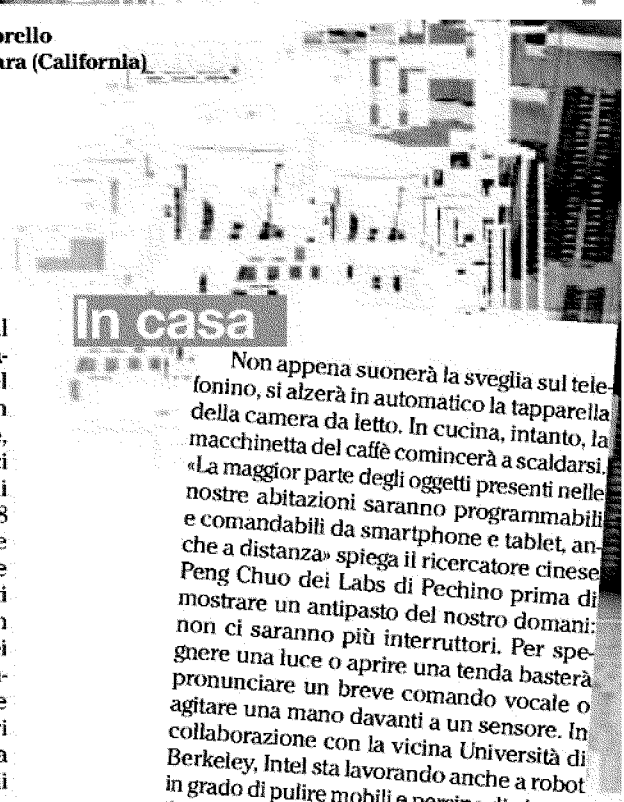 orello
ara (California)
In casa
Non appena suonerà la sveglia sul tele-
fonino, si alzerà in automatico la tapparella
della camera da letto. In cucina, intanto, la
macchinetta del caffè comincerà a scaldarsi.
«La maggior parte degli oggetti presenti nelle
nostre abitazioni saranno programmabili
e comandabili da smartphone e tablet, an-
che a distanza» spiega il ricercatore cinese
Peng Chuo dei Labs di Pechino prima di
mostrare un antipasto del nostro domani:
non ci saranno più interruttori. Per spe-
gnere una luce o aprire una tenda basterà
pronunciare un breve comando vocale o
agitare una mano davanti a un sensore. In
collaborazione con la vicina Università di
Berkeley, Intel sta lavorando anche a robot
in grado di pulire mobili e